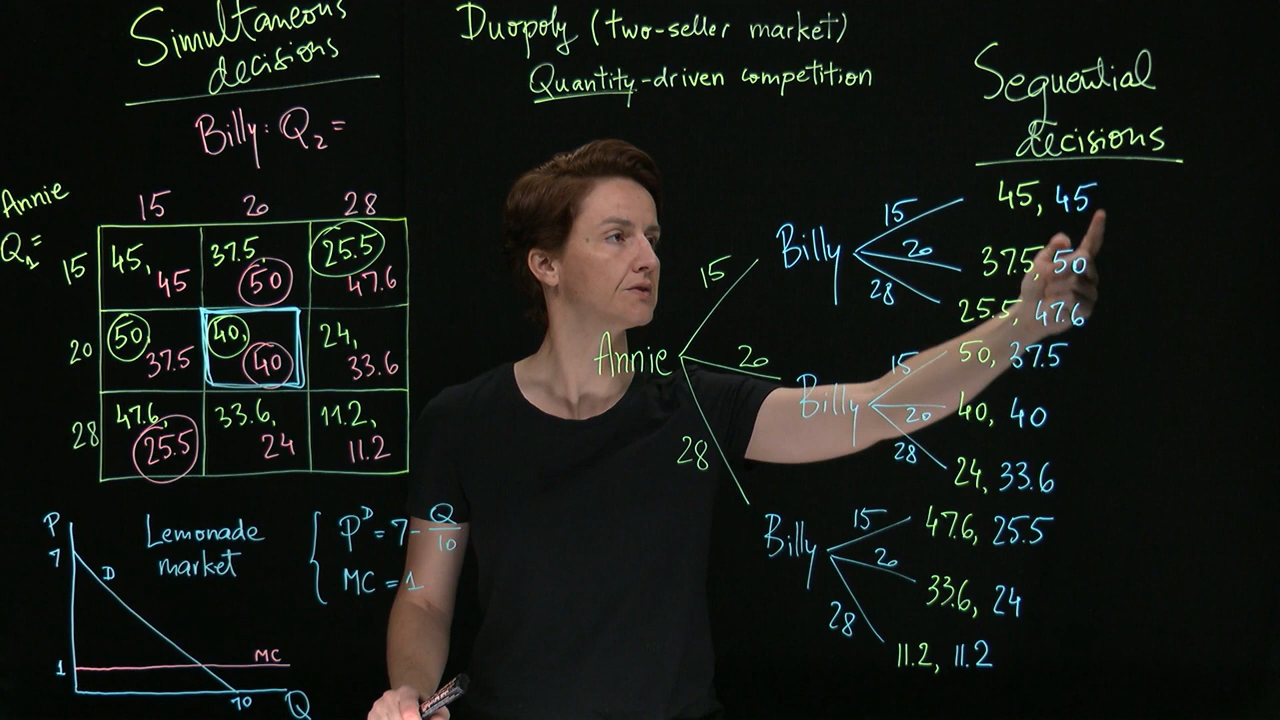 Simultaneous
decisions
Billy: Q₂=
Annie
Q₁=
15 20 28
15 45, 45 37.5, 50 25.5, 47.6
20 50, 37.5 40, 40 24, 33.6
28 47.6, 25.5 33.6, 24 11.2, 11.2
P
7
D
1
MC
70
Q
Lemonade
market
Pᴰ = 7 - Q/10
MC = 1
Duopoly (two-seller market)
Quantity-driven competition
Sequential
decisions
Annie
15
20
28
Billy
15 45, 45
20 37.5, 50
28 25.5, 47.6
Billy
15 50, 37.5
20 40, 40
28 24, 33.6
Billy
15 47.6, 25.5
20 33.6, 24
28 11.2, 11.2